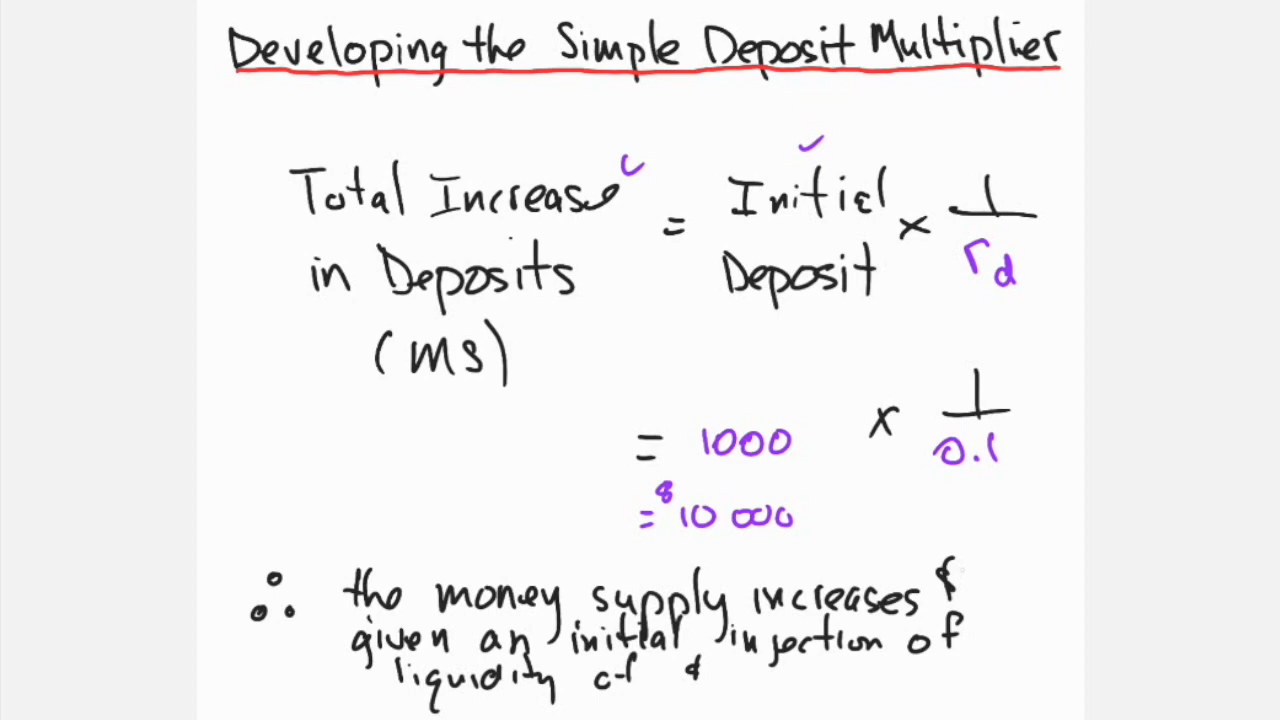 Developing the Simple Deposit Multiplier
Total Increase in Deposits (MS) = Initial Deposit × 1/rd
= 1000 × 1/0.1
= $10 000
∴ the money supply increases $
given an initial injection of
liquidity of $